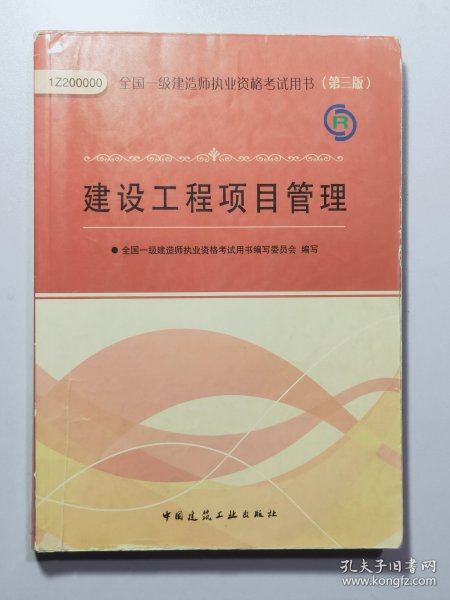 1Z200000 全国一级建造师执业资格考试用书（第三版）
R
建设工程项目管理
● 全国一级建造师执业资格考试用书编写委员会 编写
中国建筑工业出版社
孔夫子旧书网
www.kongfz.com